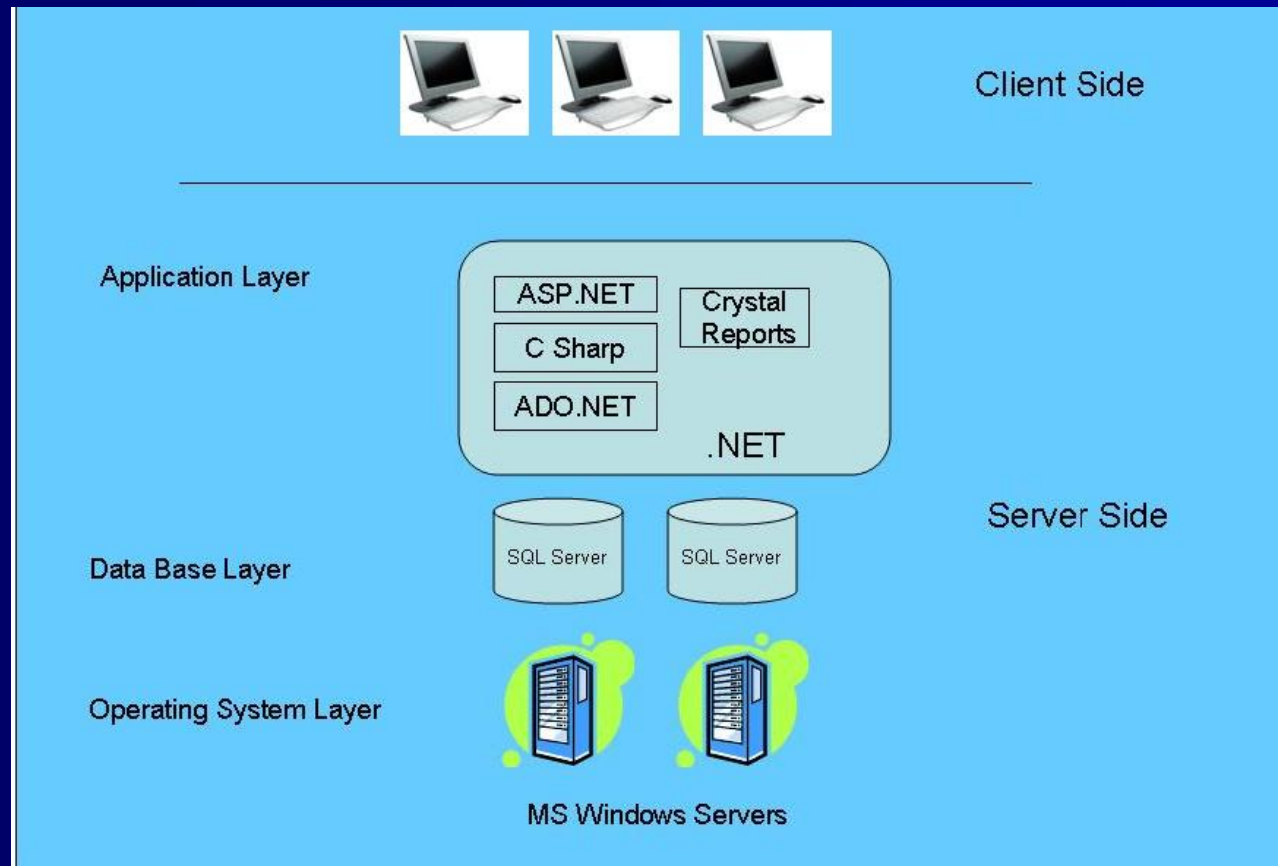 Client Side
Application Layer
ASP.NET
Crystal
Reports
C Sharp
ADO.NET
.NET
Server Side
SQL Server
SQL Server
Data Base Layer
Operating System Layer
MS Windows Servers